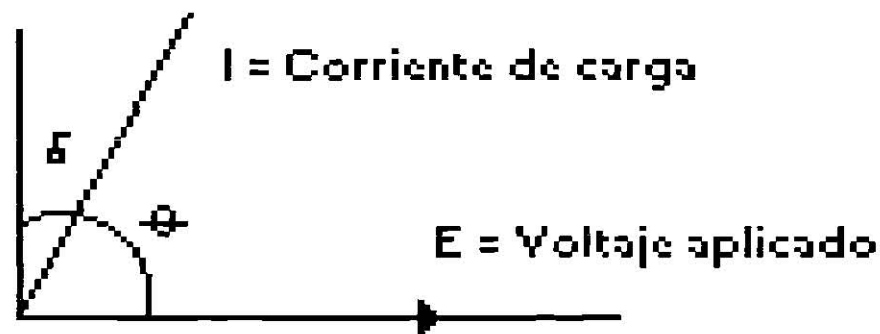 I = Corriente de carga
δ
θ
E = Voltaje aplicado